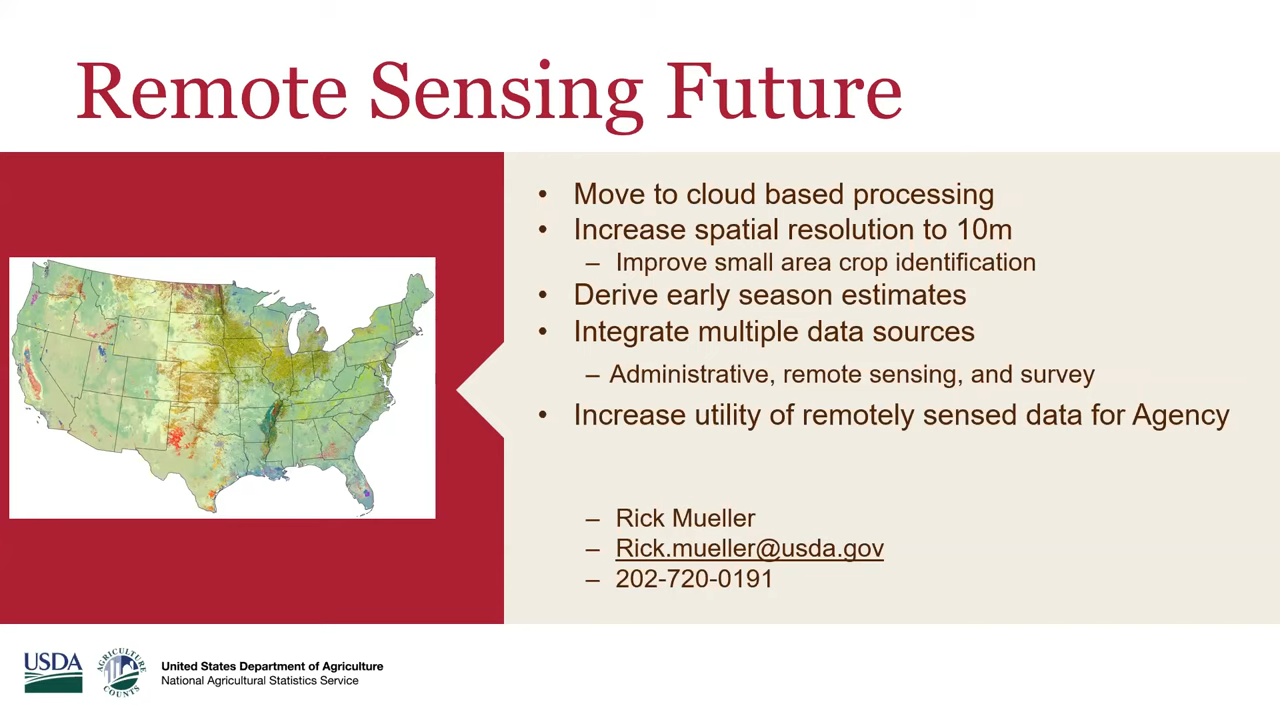 Remote Sensing Future
• Move to cloud based processing
• Increase spatial resolution to 10m
– Improve small area crop identification
• Derive early season estimates
• Integrate multiple data sources
– Administrative, remote sensing, and survey
• Increase utility of remotely sensed data for Agency
– Rick Mueller
– Rick.mueller@usda.gov
– 202-720-0191
USDA
AGRICULTURE COUNTS
United States Department of Agriculture
National Agricultural Statistics Service